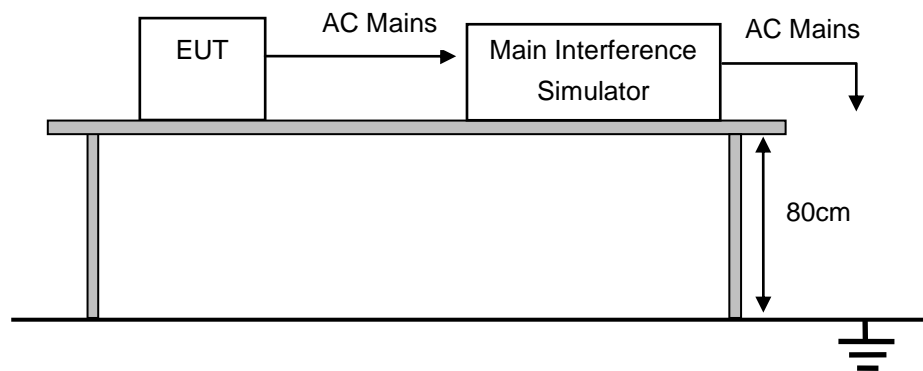 EUT
AC Mains
Main Interference
Simulator
AC Mains
80cm